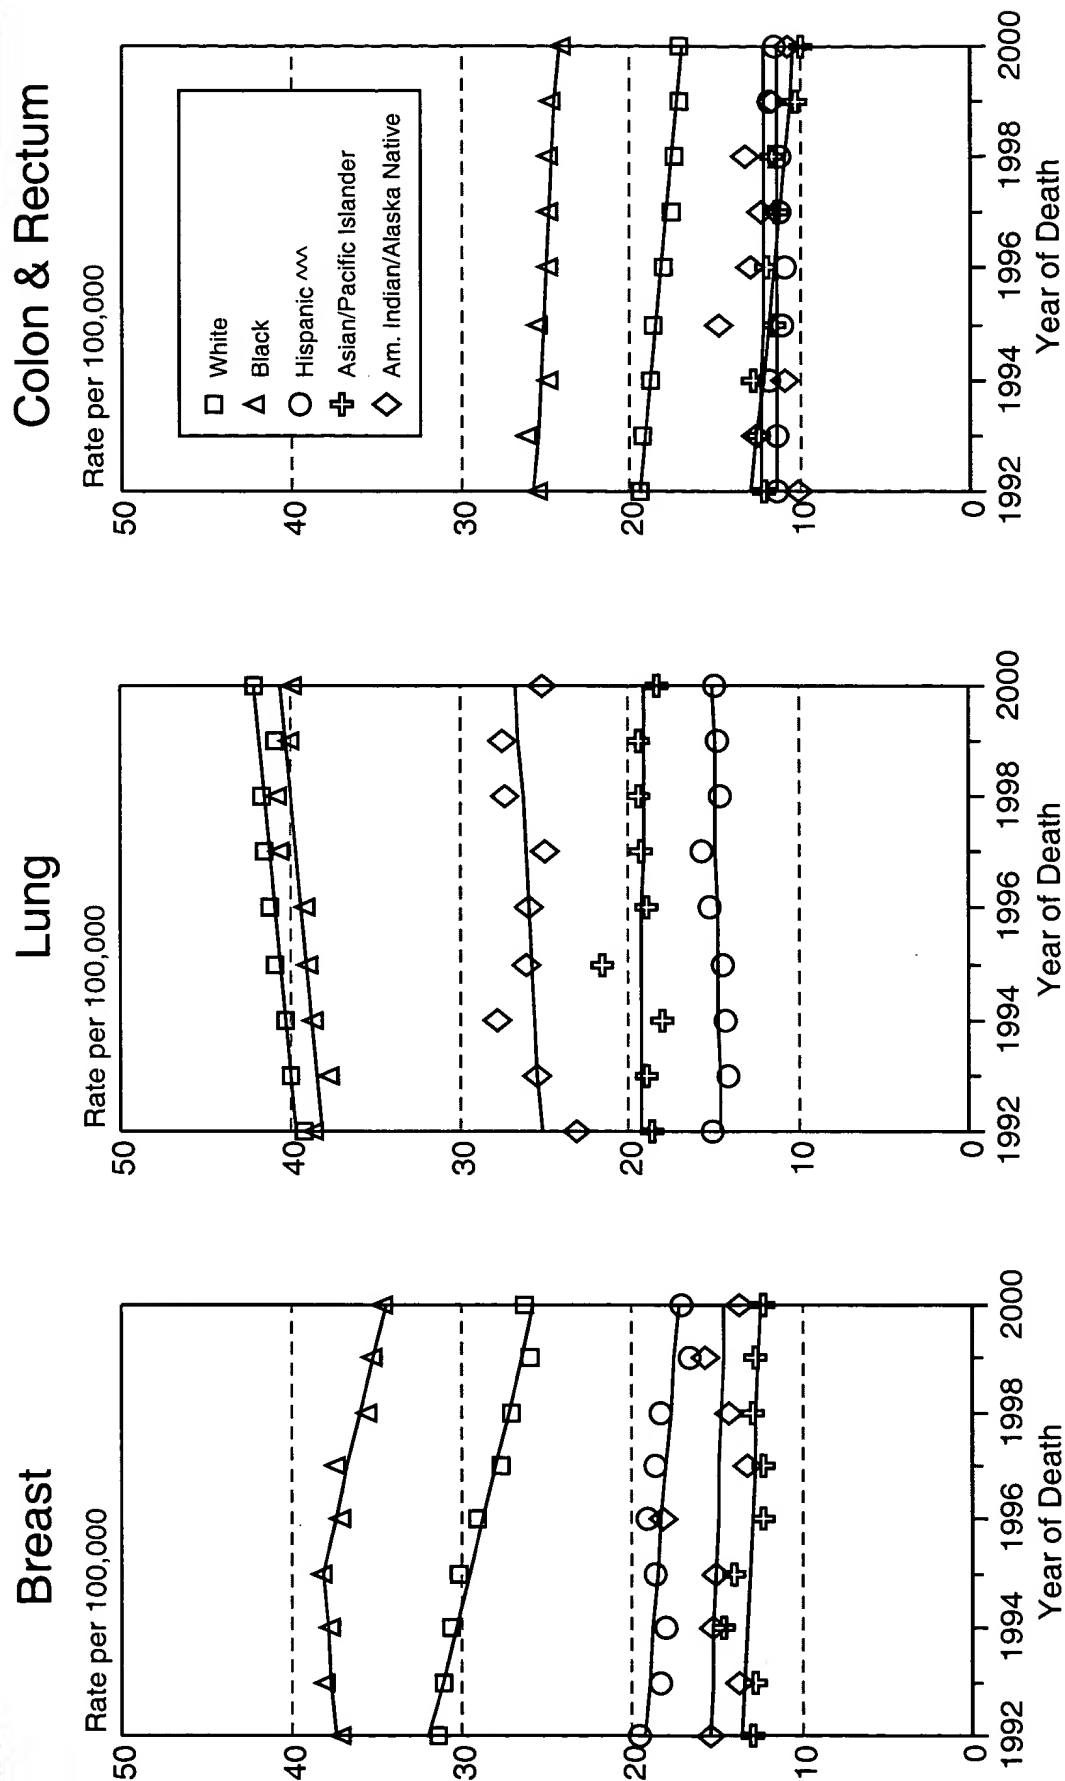 Breast
Rate per 100,000
50
40
30
20
10
0
1992 1994 1996 1998 2000
Year of Death
Lung
Rate per 100,000
50
40
30
20
10
0
1992 1994 1996 1998 2000
Year of Death
Colon & Rectum
Rate per 100,000
50
40
30
20
10
0
1992 1994 1996 1998 2000
Year of Death
White
Black
Hispanic ^^^
Asian/Pacific Islander
Am. Indian/Alaska Native